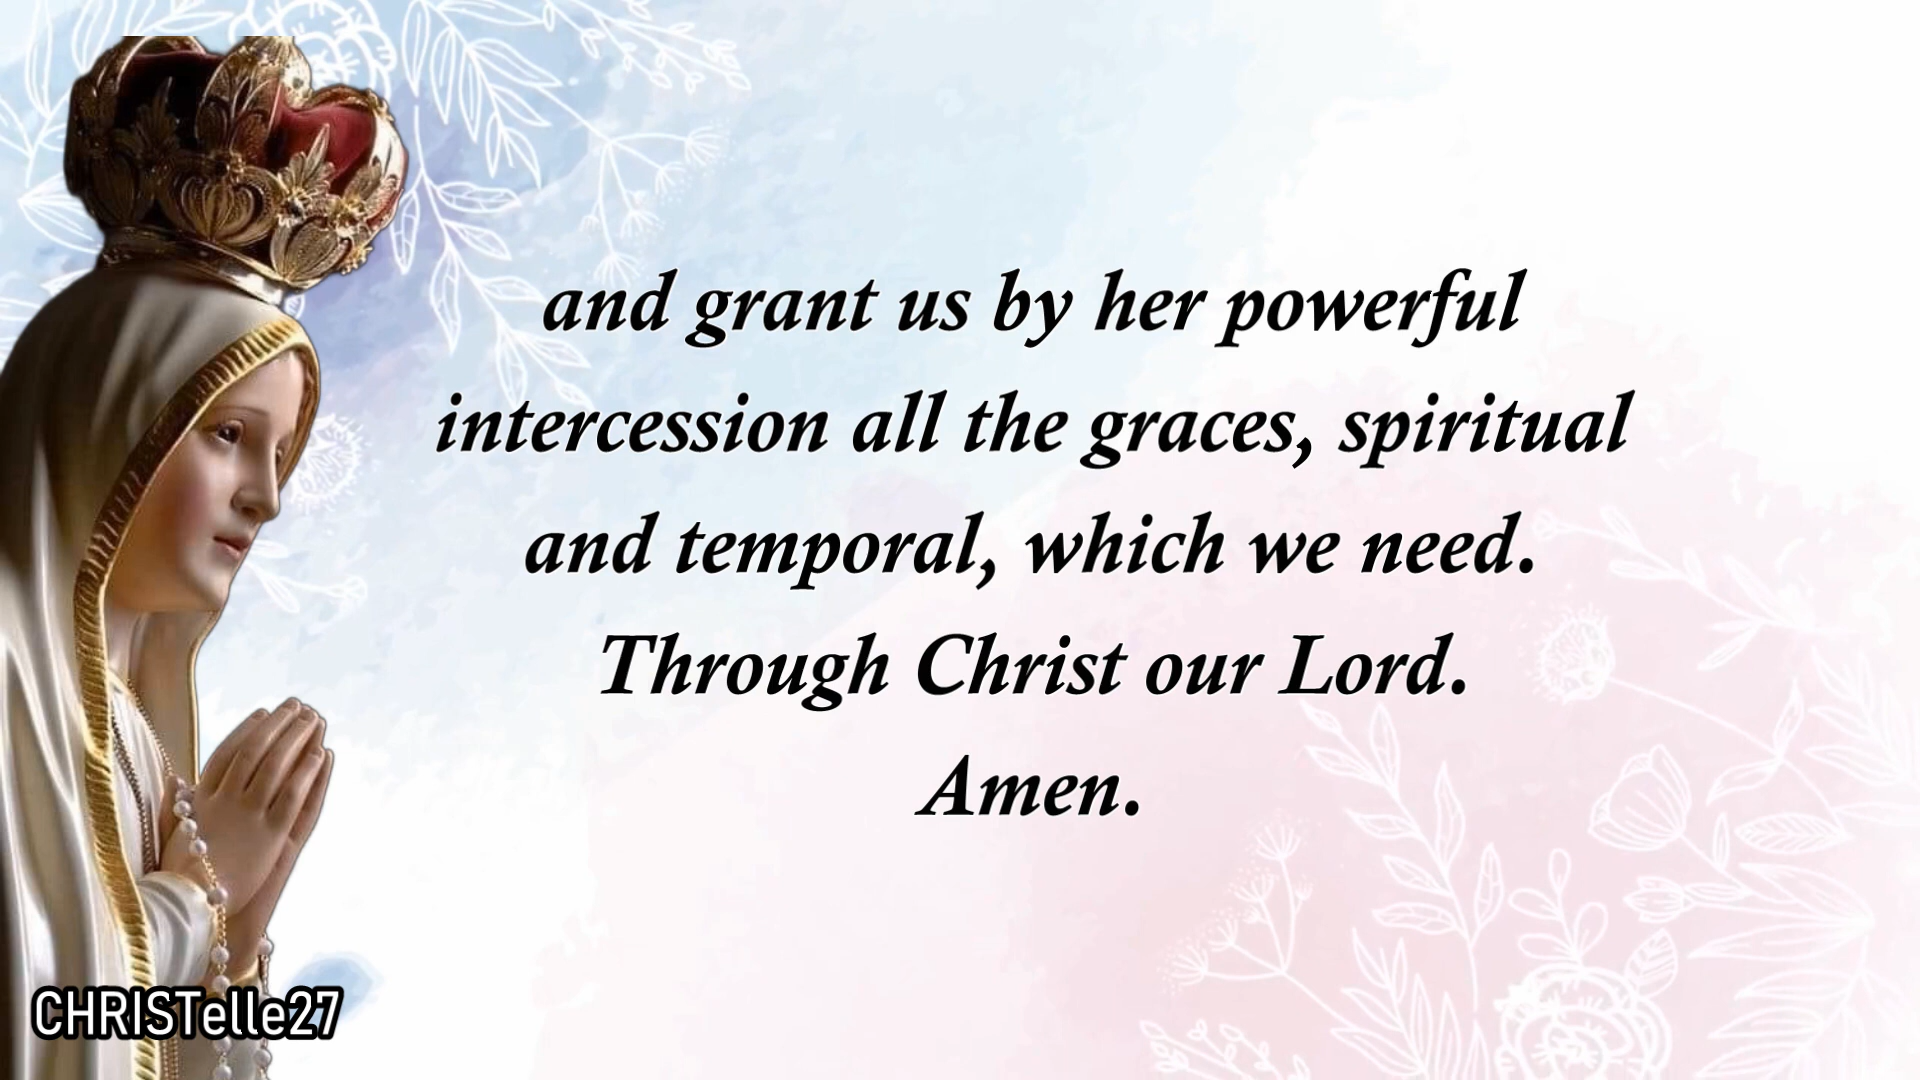 and grant us by her powerful
intercession all the graces, spiritual
and temporal, which we need.
Through Christ our Lord.
Amen.
CHRISTelle27